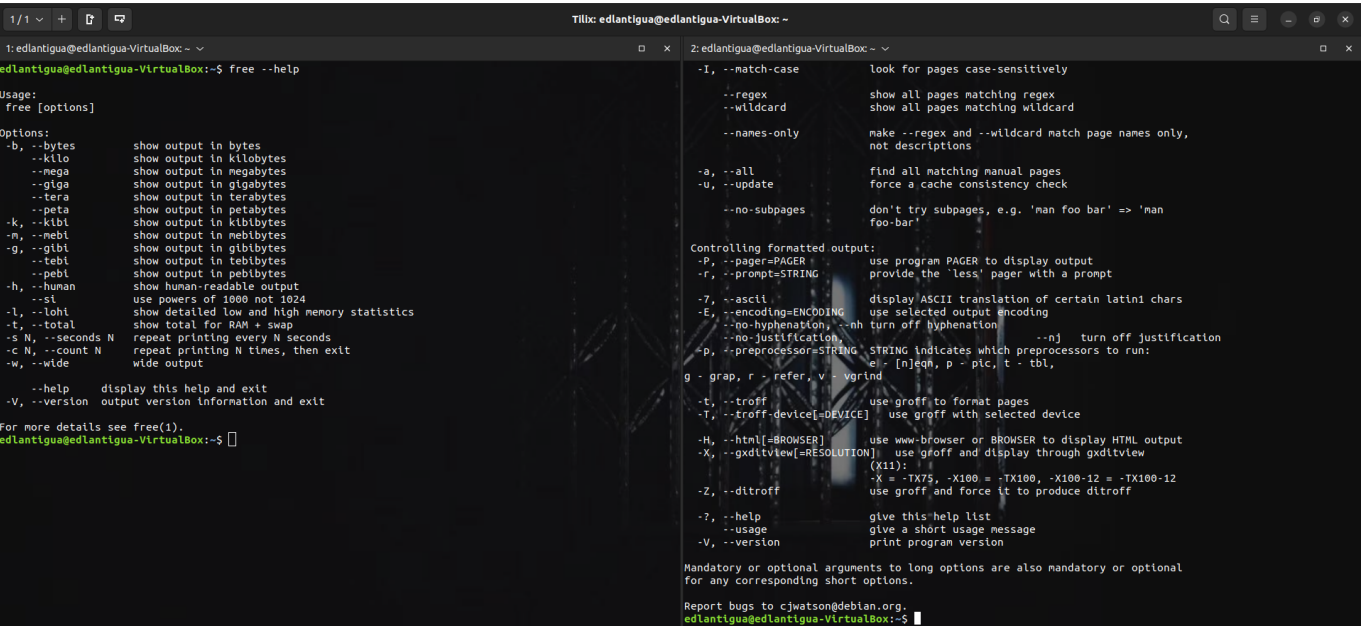 1 / 1
Tilix: edlantigua@edlantigua-VirtualBox: ~
1: edlantigua@edlantigua-VirtualBox: ~
edlantigua@edlantigua-VirtualBox:~$ free --help
Usage:
free [options]
Options:
-b, --bytes show output in bytes
--kilo show output in kilobytes
--mega show output in megabytes
--giga show output in gigabytes
--tera show output in terabytes
--peta show output in petabytes
-k, --kibi show output in kibibytes
-m, --mebi show output in mebibytes
-g, --gibi show output in gibibytes
--tebi show output in tebibytes
--pebi show output in pebibytes
-h, --human show human-readable output
--si use powers of 1000 not 1024
-l, --lohi show detailed low and high memory statistics
-t, --total show total for RAM + swap
-s N, --seconds N repeat printing every N seconds
-c N, --count N repeat printing N times, then exit
-w, --wide wide output
--help display this help and exit
-V, --version output version information and exit
For more details see free(1).
edlantigua@edlantigua-VirtualBox:~$
2: edlantigua@edlantigua-VirtualBox: ~
-I, --match-case look for pages case-sensitively
--regex show all pages matching regex
--wildcard show all pages matching wildcard
--names-only make --regex and --wildcard match page names only,
not descriptions
-a, --all find all matching manual pages
-u, --update force a cache consistency check
--no-subpages don't try subpages, e.g. 'man foo bar' => 'man
foo-bar'
Controlling formatted output:
-P, --pager=PAGER use program PAGER to display output
-r, --prompt=STRING provide the `less' pager with a prompt
-7, --ascii display ASCII translation of certain latin1 chars
-E, --encoding=ENCODING use selected output encoding
--no-hyphenation, --nh turn off hyphenation
--no-justification, --nj turn off justification
-p, --preprocessor=STRING STRING indicates which preprocessors to run:
e - [n]eqn, p - pic, t - tbl,
g - grap, r - refer, v - vgrind
-t, --troff use groff to format pages
-T, --troff-device[=DEVICE] use groff with selected device
-H, --html[=BROWSER] use www-browser or BROWSER to display HTML output
-X, --gxditview[=RESOLUTION] use groff and display through gxditview
(X11):
-X = -TX75, -X100 = -TX100, -X100-12 = -TX100-12
-Z, --ditroff use groff and force it to produce ditroff
-?, --help give this help list
--usage give a short usage message
-V, --version print program version
Mandatory or optional arguments to long options are also mandatory or optional
for any corresponding short options.
Report bugs to cjwatson@debian.org.
edlantigua@edlantigua-VirtualBox:~$